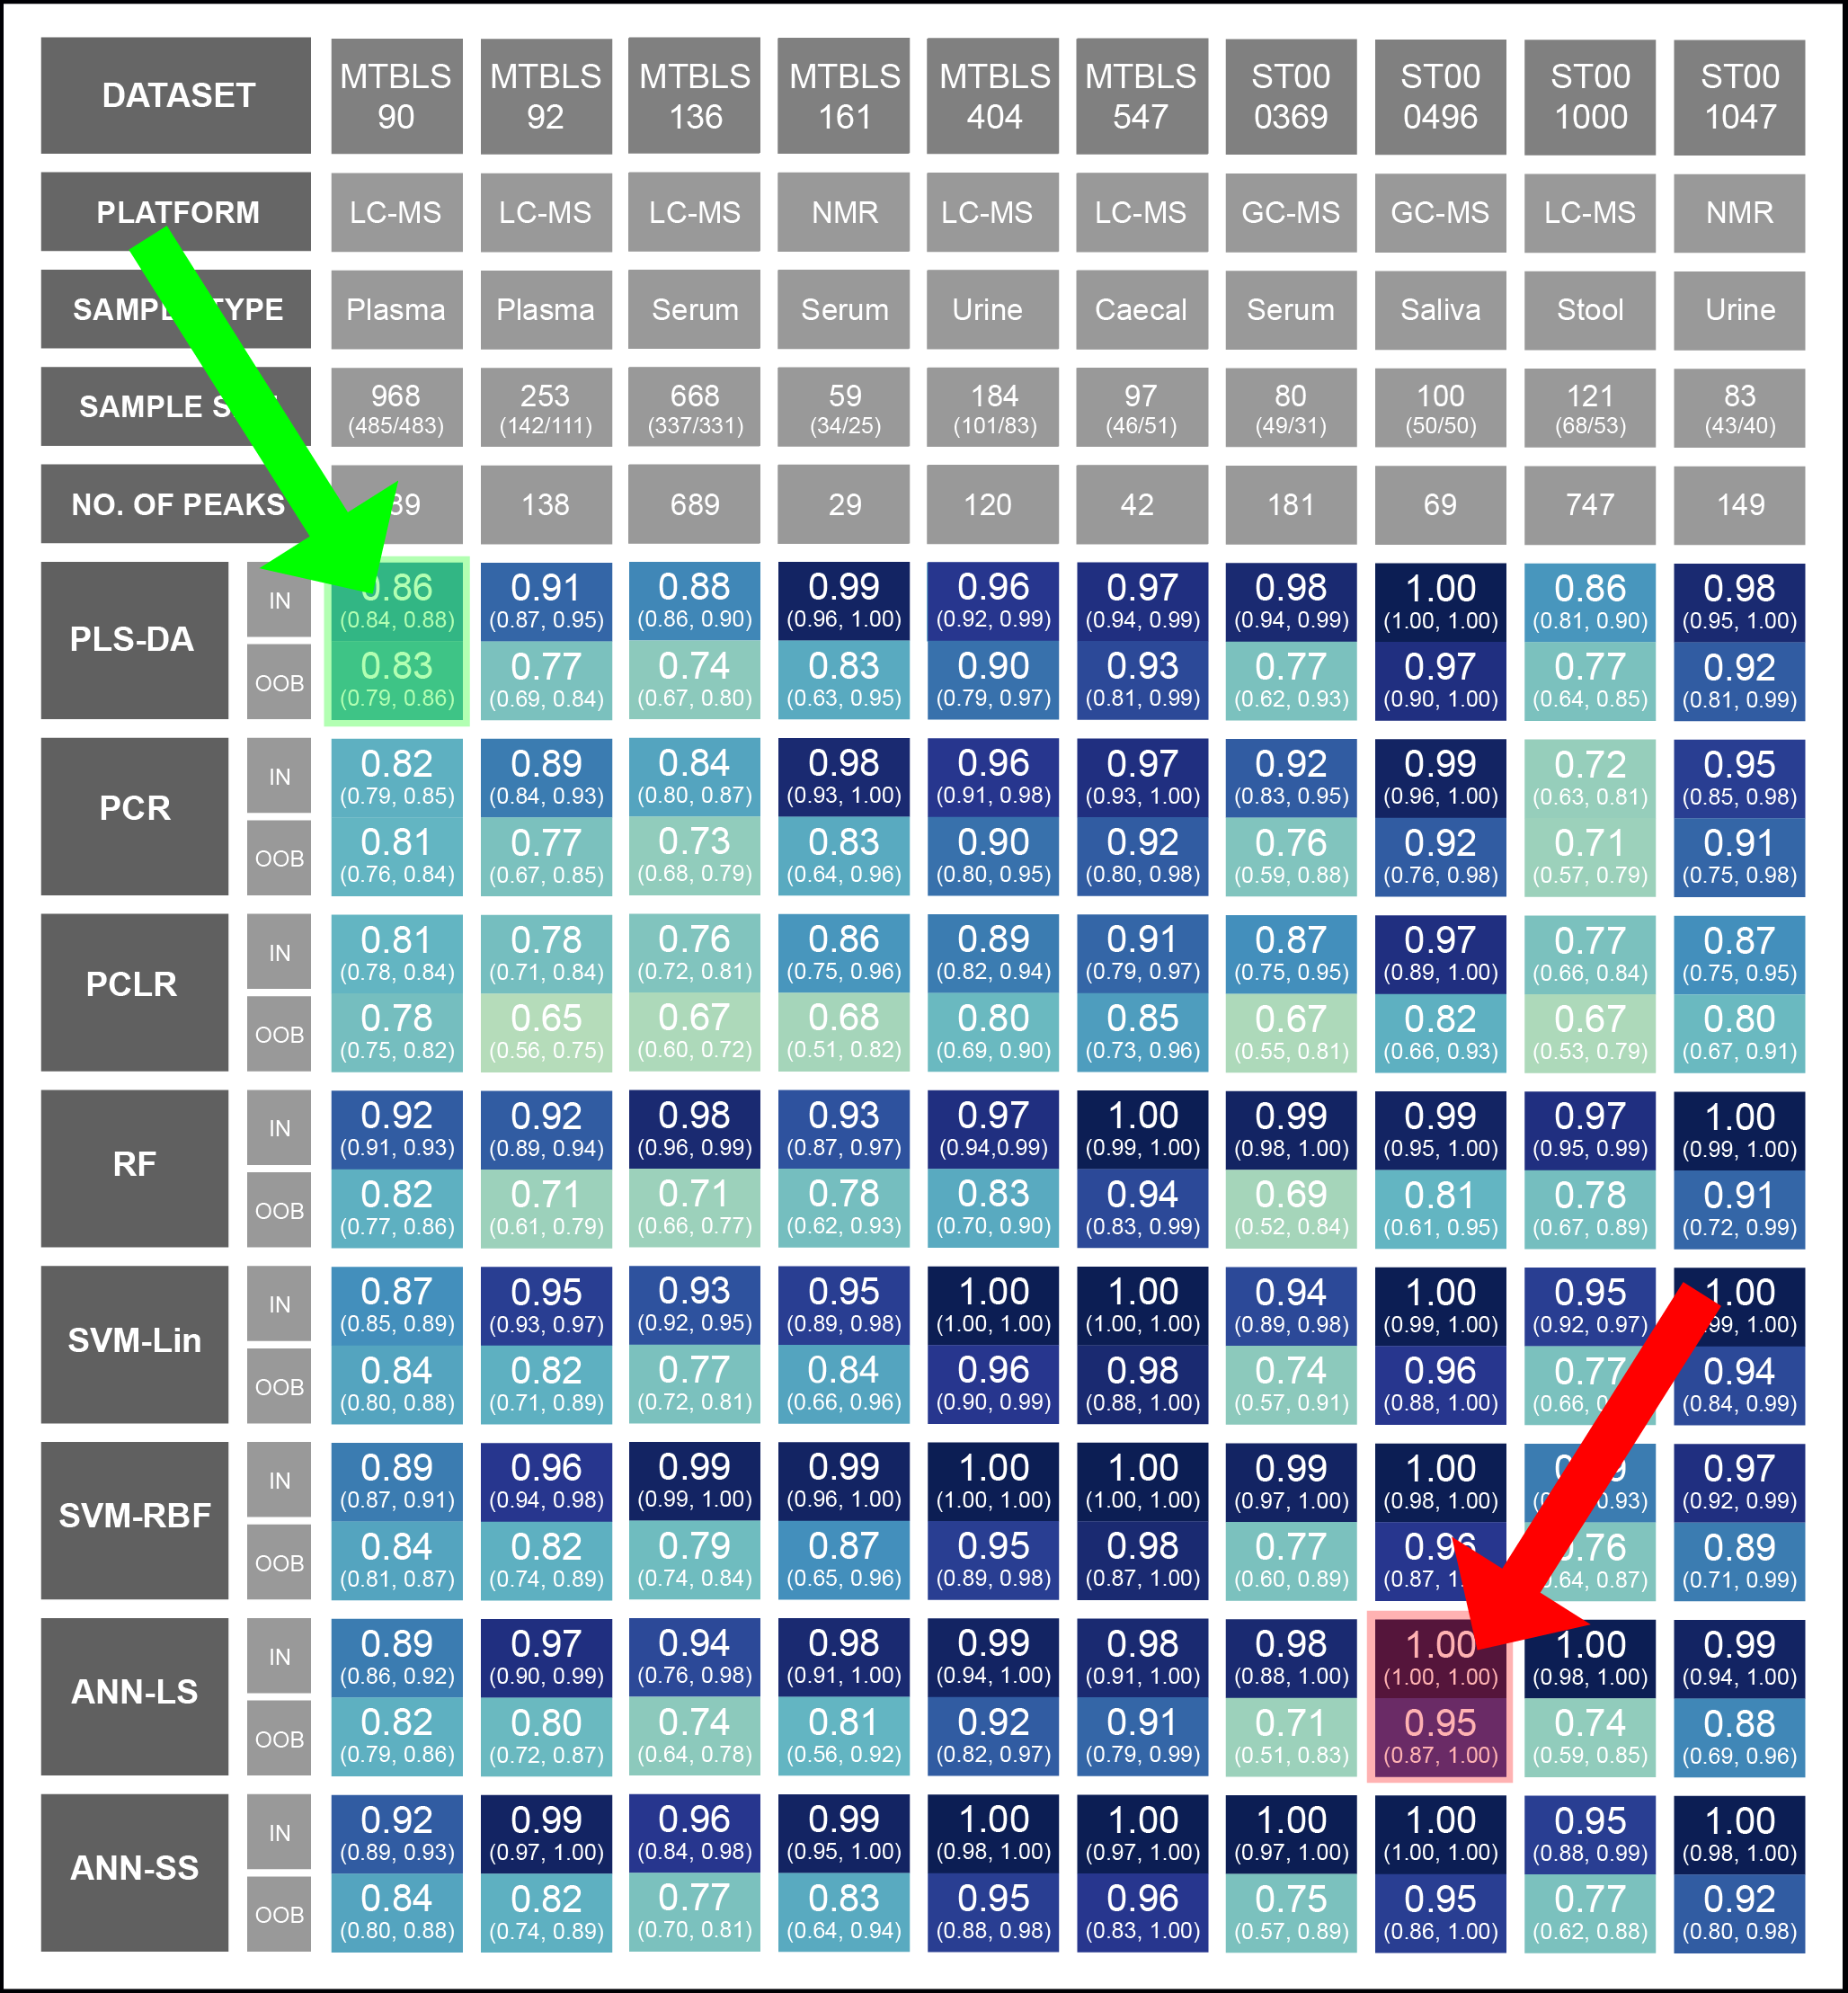 DATASET MTBLS 90 MTBLS 92 MTBLS 136 MTBLS 161 MTBLS 404 MTBLS 547 ST00 0369 ST00 0496 ST00 1000 ST00 1047
PLATFORM LC-MS LC-MS LC-MS NMR LC-MS LC-MS GC-MS GC-MS LC-MS NMR
Plasma Plasma Serum Serum Urine Caecal Serum Saliva Stool Urine
SAMPLE 968 253 668 59 184 97 80 100 121 83
(485/483) (142/111) (337/331) (34/25) (101/83) (46/51) (49/31) (50/50) (68/53) (43/40)
NO. OF PEAKS 138 689 29 120 42 181 69 747 149
PLS-DA
IN 0.86 0.91 0.88 0.99 0.96 0.97 0.98 1.00 0.86 0.98
(0.84, 0.88) (0.87, 0.95) (0.86, 0.90) (0.96, 1.00) (0.92, 0.99) (0.94, 0.99) (0.94, 0.99) (1.00, 1.00) (0.81, 0.90) (0.95, 1.00)
OOB 0.83 0.77 0.74 0.83 0.90 0.93 0.77 0.97 0.77 0.92
(0.79, 0.86) (0.69, 0.84) (0.67, 0.80) (0.63, 0.95) (0.79, 0.97) (0.81, 0.99) (0.62, 0.93) (0.90, 1.00) (0.64, 0.85) (0.81, 0.99)
PCR
IN 0.82 0.89 0.84 0.98 0.96 0.97 0.92 0.99 0.72 0.95
(0.79, 0.85) (0.84, 0.93) (0.80, 0.87) (0.93, 1.00) (0.91, 0.98) (0.93, 1.00) (0.83, 0.95) (0.96, 1.00) (0.63, 0.81) (0.85, 0.98)
OOB 0.81 0.77 0.73 0.83 0.90 0.92 0.76 0.92 0.71 0.91
(0.76, 0.84) (0.67, 0.85) (0.68, 0.79) (0.64, 0.96) (0.80, 0.95) (0.80, 0.98) (0.59, 0.88) (0.76, 0.98) (0.57, 0.79) (0.75, 0.98)
PCLR
IN 0.81 0.78 0.76 0.86 0.89 0.91 0.87 0.97 0.77 0.87
(0.78, 0.84) (0.71, 0.84) (0.72, 0.81) (0.75, 0.96) (0.82, 0.94) (0.79, 0.97) (0.75, 0.95) (0.89, 1.00) (0.66, 0.84) (0.75, 0.95)
OOB 0.78 0.65 0.67 0.68 0.80 0.85 0.67 0.82 0.67 0.80
(0.75, 0.82) (0.56, 0.75) (0.60, 0.72) (0.51, 0.82) (0.69, 0.90) (0.73, 0.96) (0.55, 0.81) (0.66, 0.93) (0.53, 0.79) (0.67, 0.91)
RF
IN 0.92 0.92 0.98 0.93 0.97 1.00 0.99 0.99 0.97 1.00
(0.91, 0.93) (0.89, 0.94) (0.96, 0.99) (0.87, 0.97) (0.94,0.99) (0.99, 1.00) (0.98, 1.00) (0.95, 1.00) (0.95, 0.99) (0.99, 1.00)
OOB 0.82 0.71 0.71 0.78 0.83 0.94 0.69 0.81 0.78 0.91
(0.77, 0.86) (0.61, 0.79) (0.66, 0.77) (0.62, 0.93) (0.70, 0.90) (0.83, 0.99) (0.52, 0.84) (0.61, 0.95) (0.67, 0.89) (0.72, 0.99)
SVM-Lin
IN 0.87 0.95 0.93 0.95 1.00 1.00 0.94 1.00 0.95 1.00
(0.85, 0.89) (0.93, 0.97) (0.92, 0.95) (0.89, 0.98) (1.00, 1.00) (1.00, 1.00) (0.89, 0.98) (0.99, 1.00) (0.92, 0.97) 1.00)
OOB 0.84 0.82 0.77 0.84 0.96 0.98 0.74 0.96 0.77 0.94
(0.80, 0.88) (0.71, 0.89) (0.72, 0.81) (0.66, 0.96) (0.90, 0.99) (0.88, 1.00) (0.57, 0.91) (0.88, 1.00) (0.66, (0.84, 0.99)
SVM-RBF
IN 0.89 0.96 0.99 0.99 1.00 1.00 0.99 1.00 0.97
(0.87, 0.91) (0.94, 0.98) (0.99, 1.00) (0.96, 1.00) (1.00, 1.00) (1.00, 1.00) (0.97, 1.00) (0.98, 1.00) 0.93) (0.92, 0.99)
OOB 0.84 0.82 0.79 0.87 0.95 0.98 0.77 0.96 0.76 0.89
(0.81, 0.87) (0.74, 0.89) (0.74, 0.84) (0.65, 0.96) (0.89, 0.98) (0.87, 1.00) (0.60, 0.89) (0.87, 0.64, 0.87) (0.71, 0.99)
ANN-LS
IN 0.89 0.97 0.94 0.98 0.99 0.98 0.98 1.00 1.00 0.99
(0.86, 0.92) (0.90, 0.99) (0.76, 0.98) (0.91, 1.00) (0.94, 1.00) (0.91, 1.00) (0.88, 1.00) (1.00, 1.00) (0.98, 1.00) (0.94, 1.00)
OOB 0.82 0.80 0.74 0.81 0.92 0.91 0.71 0.95 0.74 0.88
(0.79, 0.86) (0.72, 0.87) (0.64, 0.78) (0.56, 0.92) (0.82, 0.97) (0.79, 0.99) (0.51, 0.83) (0.87, 1.00) (0.59, 0.85) (0.69, 0.96)
ANN-SS
IN 0.92 0.99 0.96 0.99 1.00 1.00 1.00 1.00 0.95 1.00
(0.89, 0.93) (0.97, 1.00) (0.84, 0.98) (0.95, 1.00) (0.98, 1.00) (0.97, 1.00) (0.97, 1.00) (1.00, 1.00) (0.88, 0.99) (0.98, 1.00)
OOB 0.84 0.82 0.77 0.83 0.95 0.96 0.75 0.95 0.77 0.92
(0.80, 0.88) (0.74, 0.89) (0.70, 0.81) (0.64, 0.94) (0.88, 0.98) (0.83, 1.00) (0.57, 0.89) (0.86, 1.00) (0.62, 0.88) (0.80, 0.98)